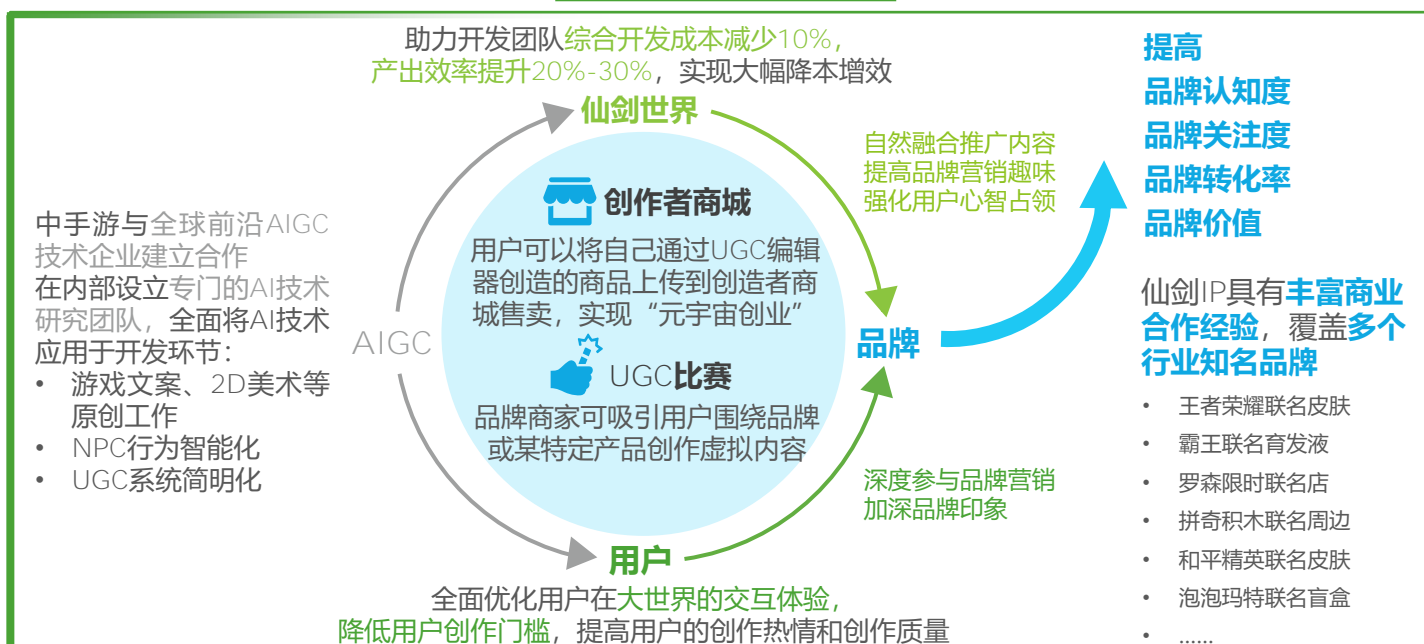 助力开发团队综合开发成本减少10%，
产出效率提升20%-30%，实现大幅降本增效
仙剑世界
中手游与全球前沿AIGC
技术企业建立合作
在内部设立专门的AI技术
研究团队，全面将AI技术
应用于开发环节：
• 游戏文案、2D美术等
原创工作
• NPC行为智能化
• UGC系统简明化
AIGC
创作者商城
用户可以将自己通过UGC编辑
器创造的商品上传到创造者商
城售卖，实现“元宇宙创业”
UGC比赛
品牌商家可吸引用户围绕品牌
或某特定产品创作虚拟内容
用户
全面优化用户在大世界的交互体验，
降低用户创作门槛，提高用户的创作热情和创作质量
自然融合推广内容
提高品牌营销趣味
强化用户心智占领
品牌
深度参与品牌营销
加深品牌印象
提高
品牌认知度
品牌关注度
品牌转化率
品牌价值
仙剑IP具有丰富商业
合作经验，覆盖多个
行业知名品牌
• 王者荣耀联名皮肤
• 霸王联名育发液
• 罗森限时联名店
• 拼奇积木联名周边
• 和平精英联名皮肤
• 泡泡玛特联名盲盒
• ……